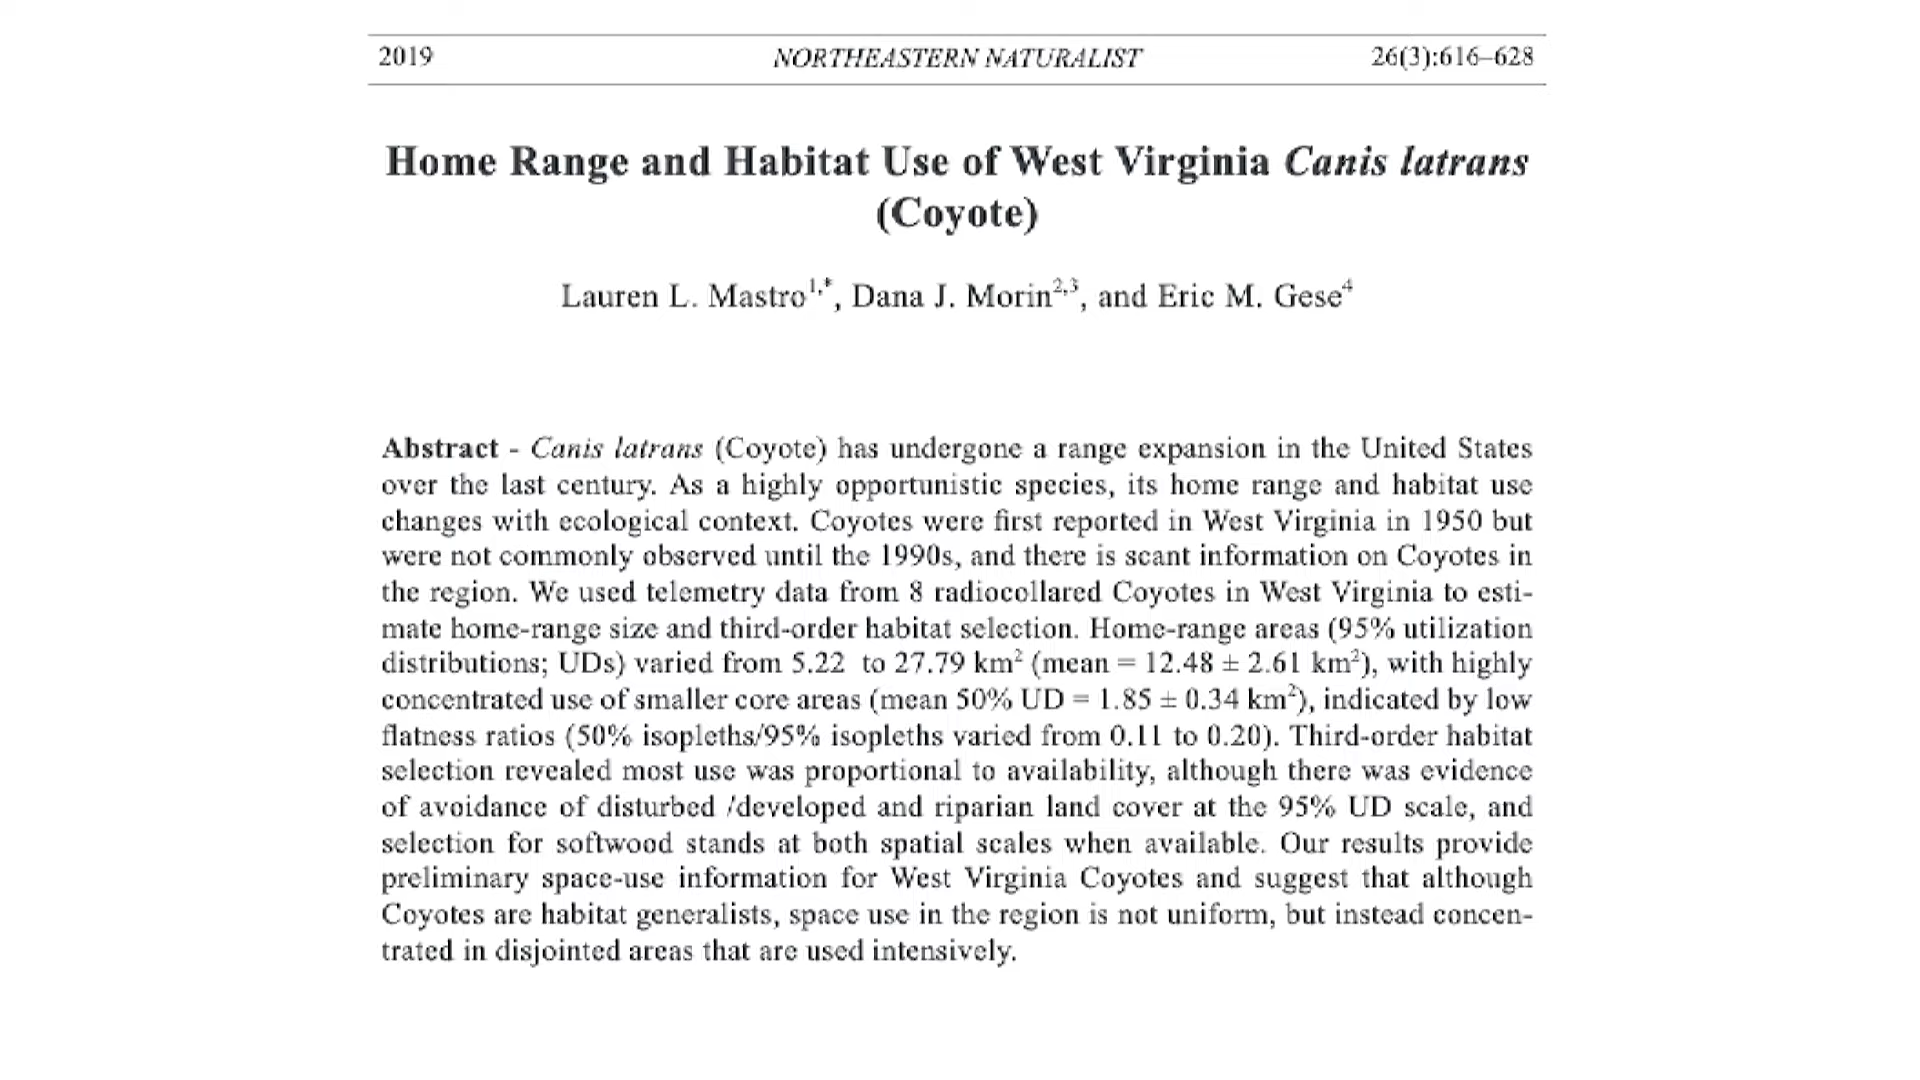 2019 NORTHEASTERN NATURALIST 26(3):616–628
Home Range and Habitat Use of West Virginia Canis latrans
(Coyote)
Lauren L. Mastro1,*, Dana J. Morin2,3, and Eric M. Gese4
Abstract - Canis latrans (Coyote) has undergone a range expansion in the United States
over the last century. As a highly opportunistic species, its home range and habitat use
changes with ecological context. Coyotes were first reported in West Virginia in 1950 but
were not commonly observed until the 1990s, and there is scant information on Coyotes in
the region. We used telemetry data from 8 radiocollared Coyotes in West Virginia to esti-
mate home-range size and third-order habitat selection. Home-range areas (95% utilization
distributions; UDs) varied from 5.22 to 27.79 km² (mean = 12.48 ± 2.61 km²), with highly
concentrated use of smaller core areas (mean 50% UD = 1.85 ± 0.34 km²), indicated by low
flatness ratios (50% isopleths/95% isopleths varied from 0.11 to 0.20). Third-order habitat
selection revealed most use was proportional to availability, although there was evidence
of avoidance of disturbed /developed and riparian land cover at the 95% UD scale, and
selection for softwood stands at both spatial scales when available. Our results provide
preliminary space-use information for West Virginia Coyotes and suggest that although
Coyotes are habitat generalists, space use in the region is not uniform, but instead concen-
trated in disjointed areas that are used intensively.